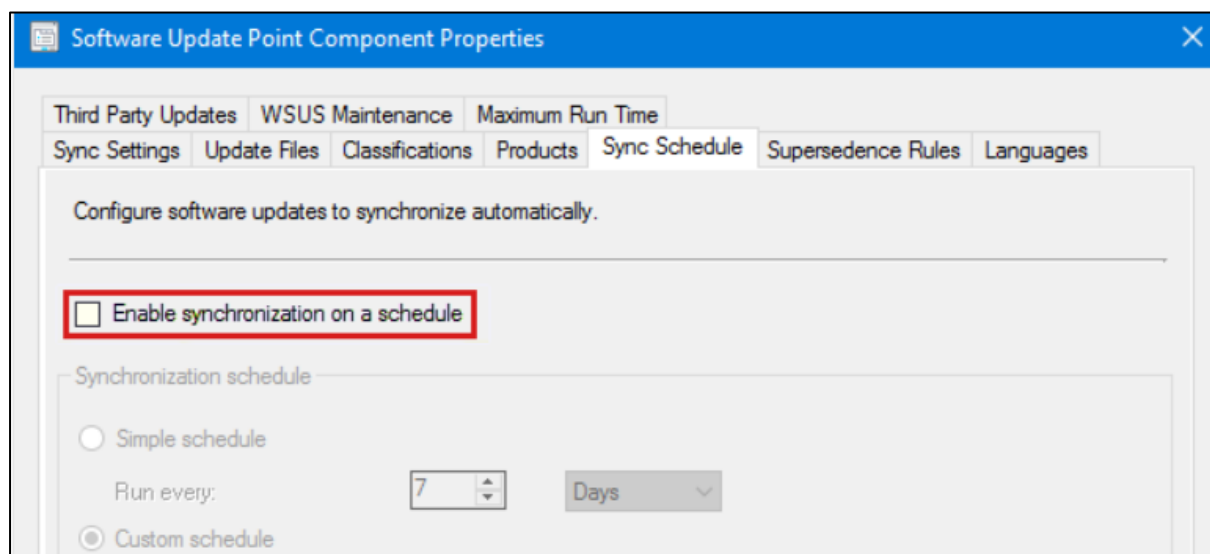 Software Update Point Component Properties
Third Party Updates WSUS Maintenance Maximum Run Time
Sync Settings Update Files Classifications Products Sync Schedule Supersedence Rules Languages
Configure software updates to synchronize automatically.
Enable synchronization on a schedule
Synchronization schedule
Simple schedule
Run every: 7 Days
Custom schedule